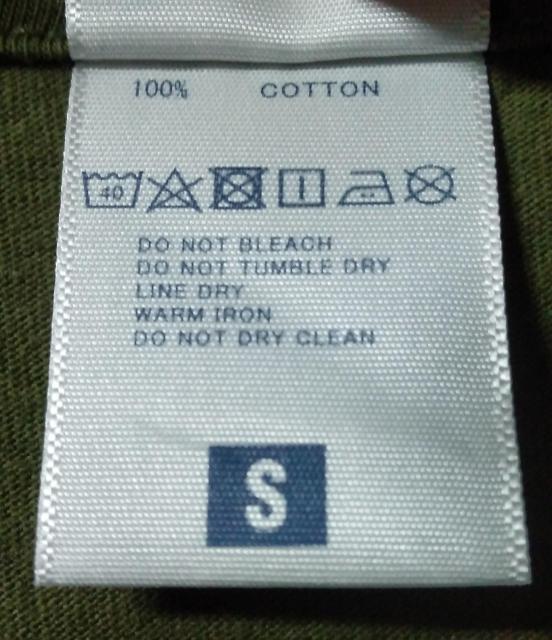 100% COTTON
40
DO NOT BLEACH
DO NOT TUMBLE DRY
LINE DRY
WARM IRON
DO NOT DRY CLEAN
S